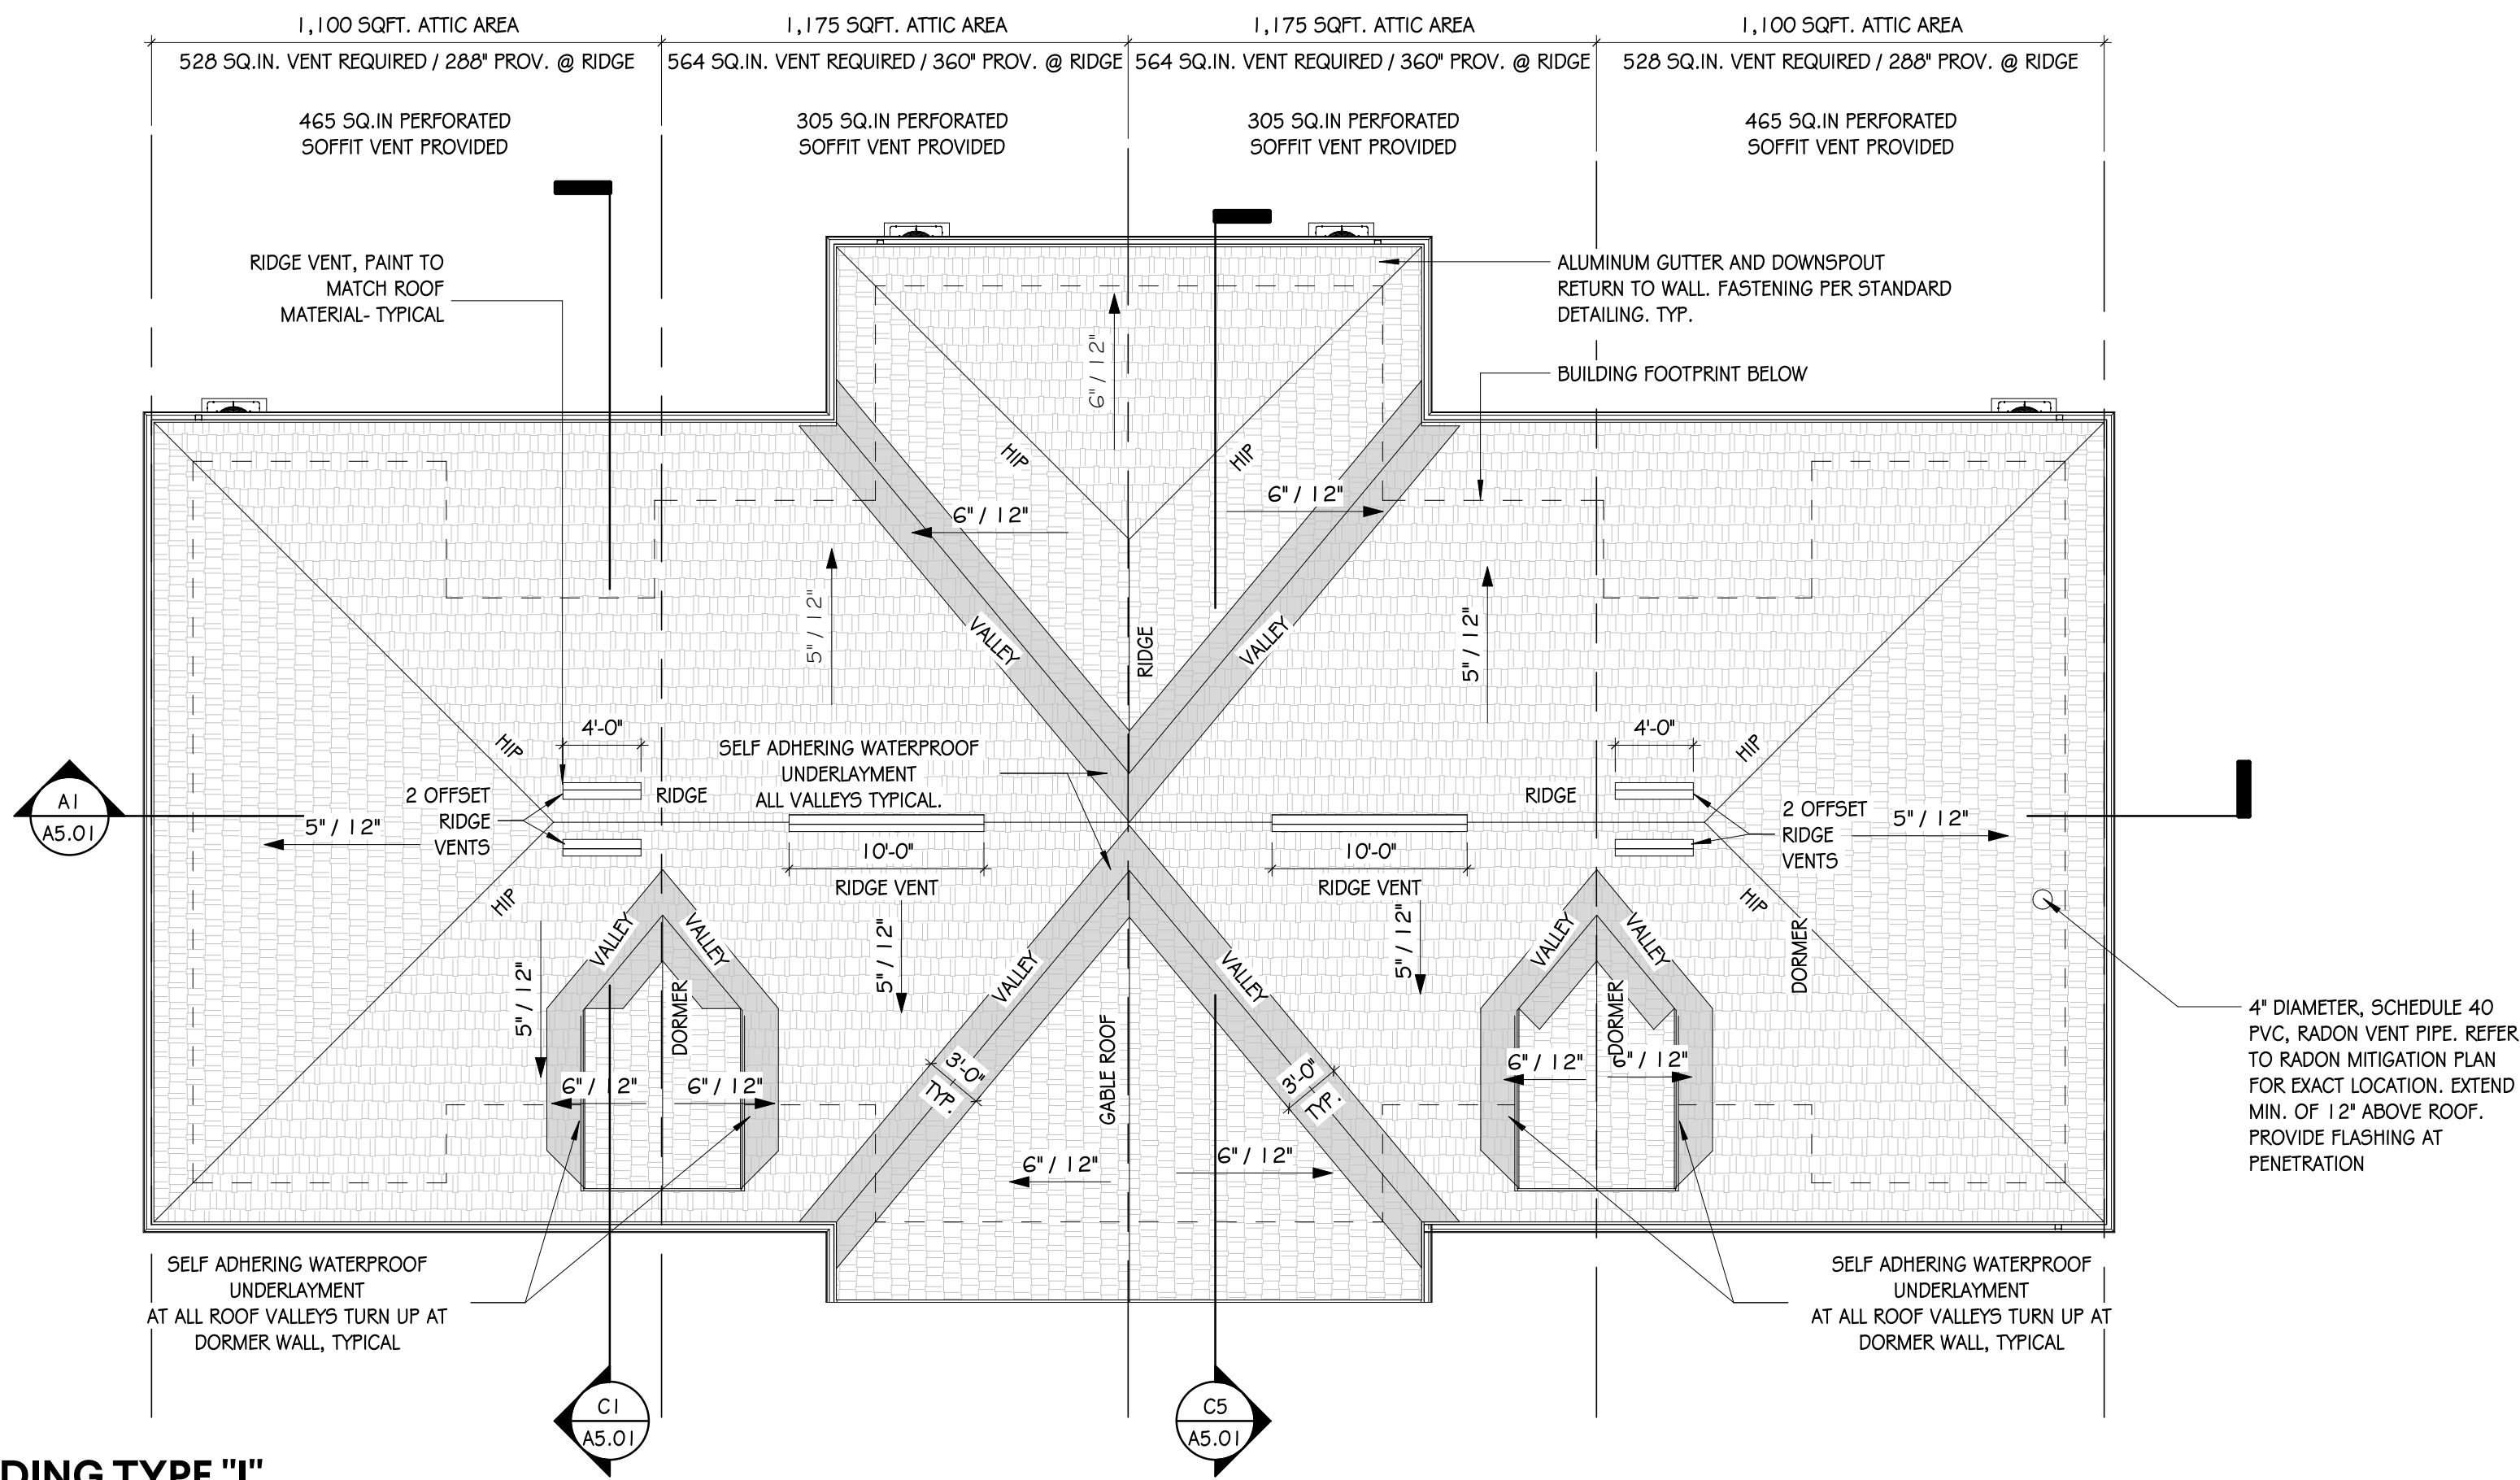 1,100 SQFT. ATTIC AREA
1,175 SQFT. ATTIC AREA
1,175 SQFT. ATTIC AREA
1,100 SQFT. ATTIC AREA
528 SQ.IN. VENT REQUIRED / 288" PROV. @ RIDGE
564 SQ.IN. VENT REQUIRED / 360" PROV. @ RIDGE
564 SQ.IN. VENT REQUIRED / 360" PROV. @ RIDGE
528 SQ.IN. VENT REQUIRED / 288" PROV. @ RIDGE
465 SQ.IN PERFORATED
SOFFIT VENT PROVIDED
305 SQ.IN PERFORATED
SOFFIT VENT PROVIDED
305 SQ.IN PERFORATED
SOFFIT VENT PROVIDED
465 SQ.IN PERFORATED
SOFFIT VENT PROVIDED
RIDGE VENT, PAINT TO
MATCH ROOF
MATERIAL- TYPICAL
ALUMINUM GUTTER AND DOWNSPOUT
RETURN TO WALL. FASTENING PER STANDARD
DETAILING. TYP.
BUILDING FOOTPRINT BELOW
6" / 12"
HIP
HIP
6" / 12"
6" / 12"
5" / 12"
5" / 12"
VALLEY
RIDGE
VALLEY
4'-0"
4'-0"
HIP
HIP
SELF ADHERING WATERPROOF
UNDERLAYMENT
ALL VALLEYS TYPICAL.
2 OFFSET
RIDGE
VENTS
RIDGE
RIDGE
2 OFFSET
RIDGE
VENTS
A1
A5.01
5" / 12"
5" / 12"
10'-0"
RIDGE VENT
10'-0"
RIDGE VENT
HIP
HIP
VALLEY
VALLEY
5" / 12"
5" / 12"
VALLEY
VALLEY
5" / 12"
VALLEY
VALLEY
DORMER
DORMER
DORMER
4" DIAMETER, SCHEDULE 40
PVC, RADON VENT PIPE. REFER
TO RADON MITIGATION PLAN
FOR EXACT LOCATION. EXTEND
MIN. OF 12" ABOVE ROOF.
PROVIDE FLASHING AT
PENETRATION
GABLE ROOF
3'-0"
TYP.
3'-0"
TYP.
6" / 12"
6" / 12"
6" / 12"
6" / 12"
6" / 12"
6" / 12"
SELF ADHERING WATERPROOF
UNDERLAYMENT
AT ALL ROOF VALLEYS TURN UP AT
DORMER WALL, TYPICAL
SELF ADHERING WATERPROOF
UNDERLAYMENT
AT ALL ROOF VALLEYS TURN UP AT
DORMER WALL, TYPICAL
C1
A5.01
C5
A5.01
DING TYPE "I"